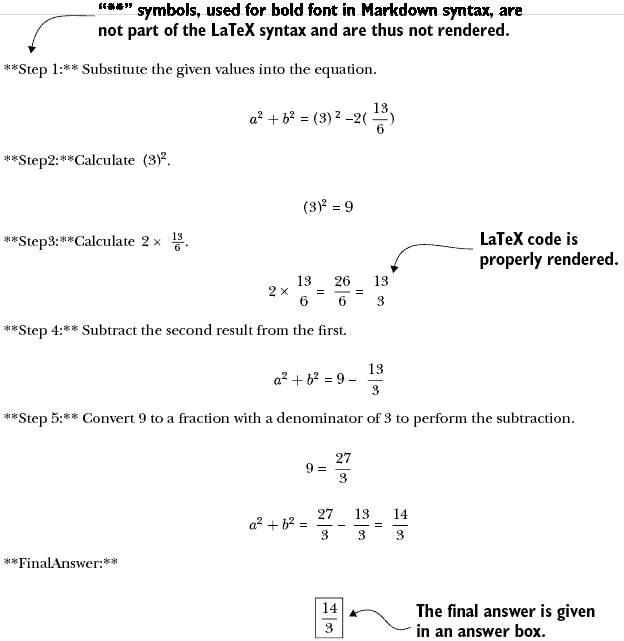 “**” symbols, used for bold font in Markdown syntax, are
not part of the LaTeX syntax and are thus not rendered.
**Step 1:** Substitute the given values into the equation.
a² + b² = (3)² –2(13/6)
**Step2:**Calculate (3)².
(3)² = 9
**Step3:**Calculate 2 × 13/6.
LaTeX code is
properly rendered.
2 × 13/6 = 26/6 = 13/3
**Step 4:** Subtract the second result from the first.
a² + b² = 9 – 13/3
**Step 5:** Convert 9 to a fraction with a denominator of 3 to perform the subtraction.
9 = 27/3
a² + b² = 27/3 – 13/3 = 14/3
**FinalAnswer:**
14/3
The final answer is given
in an answer box.